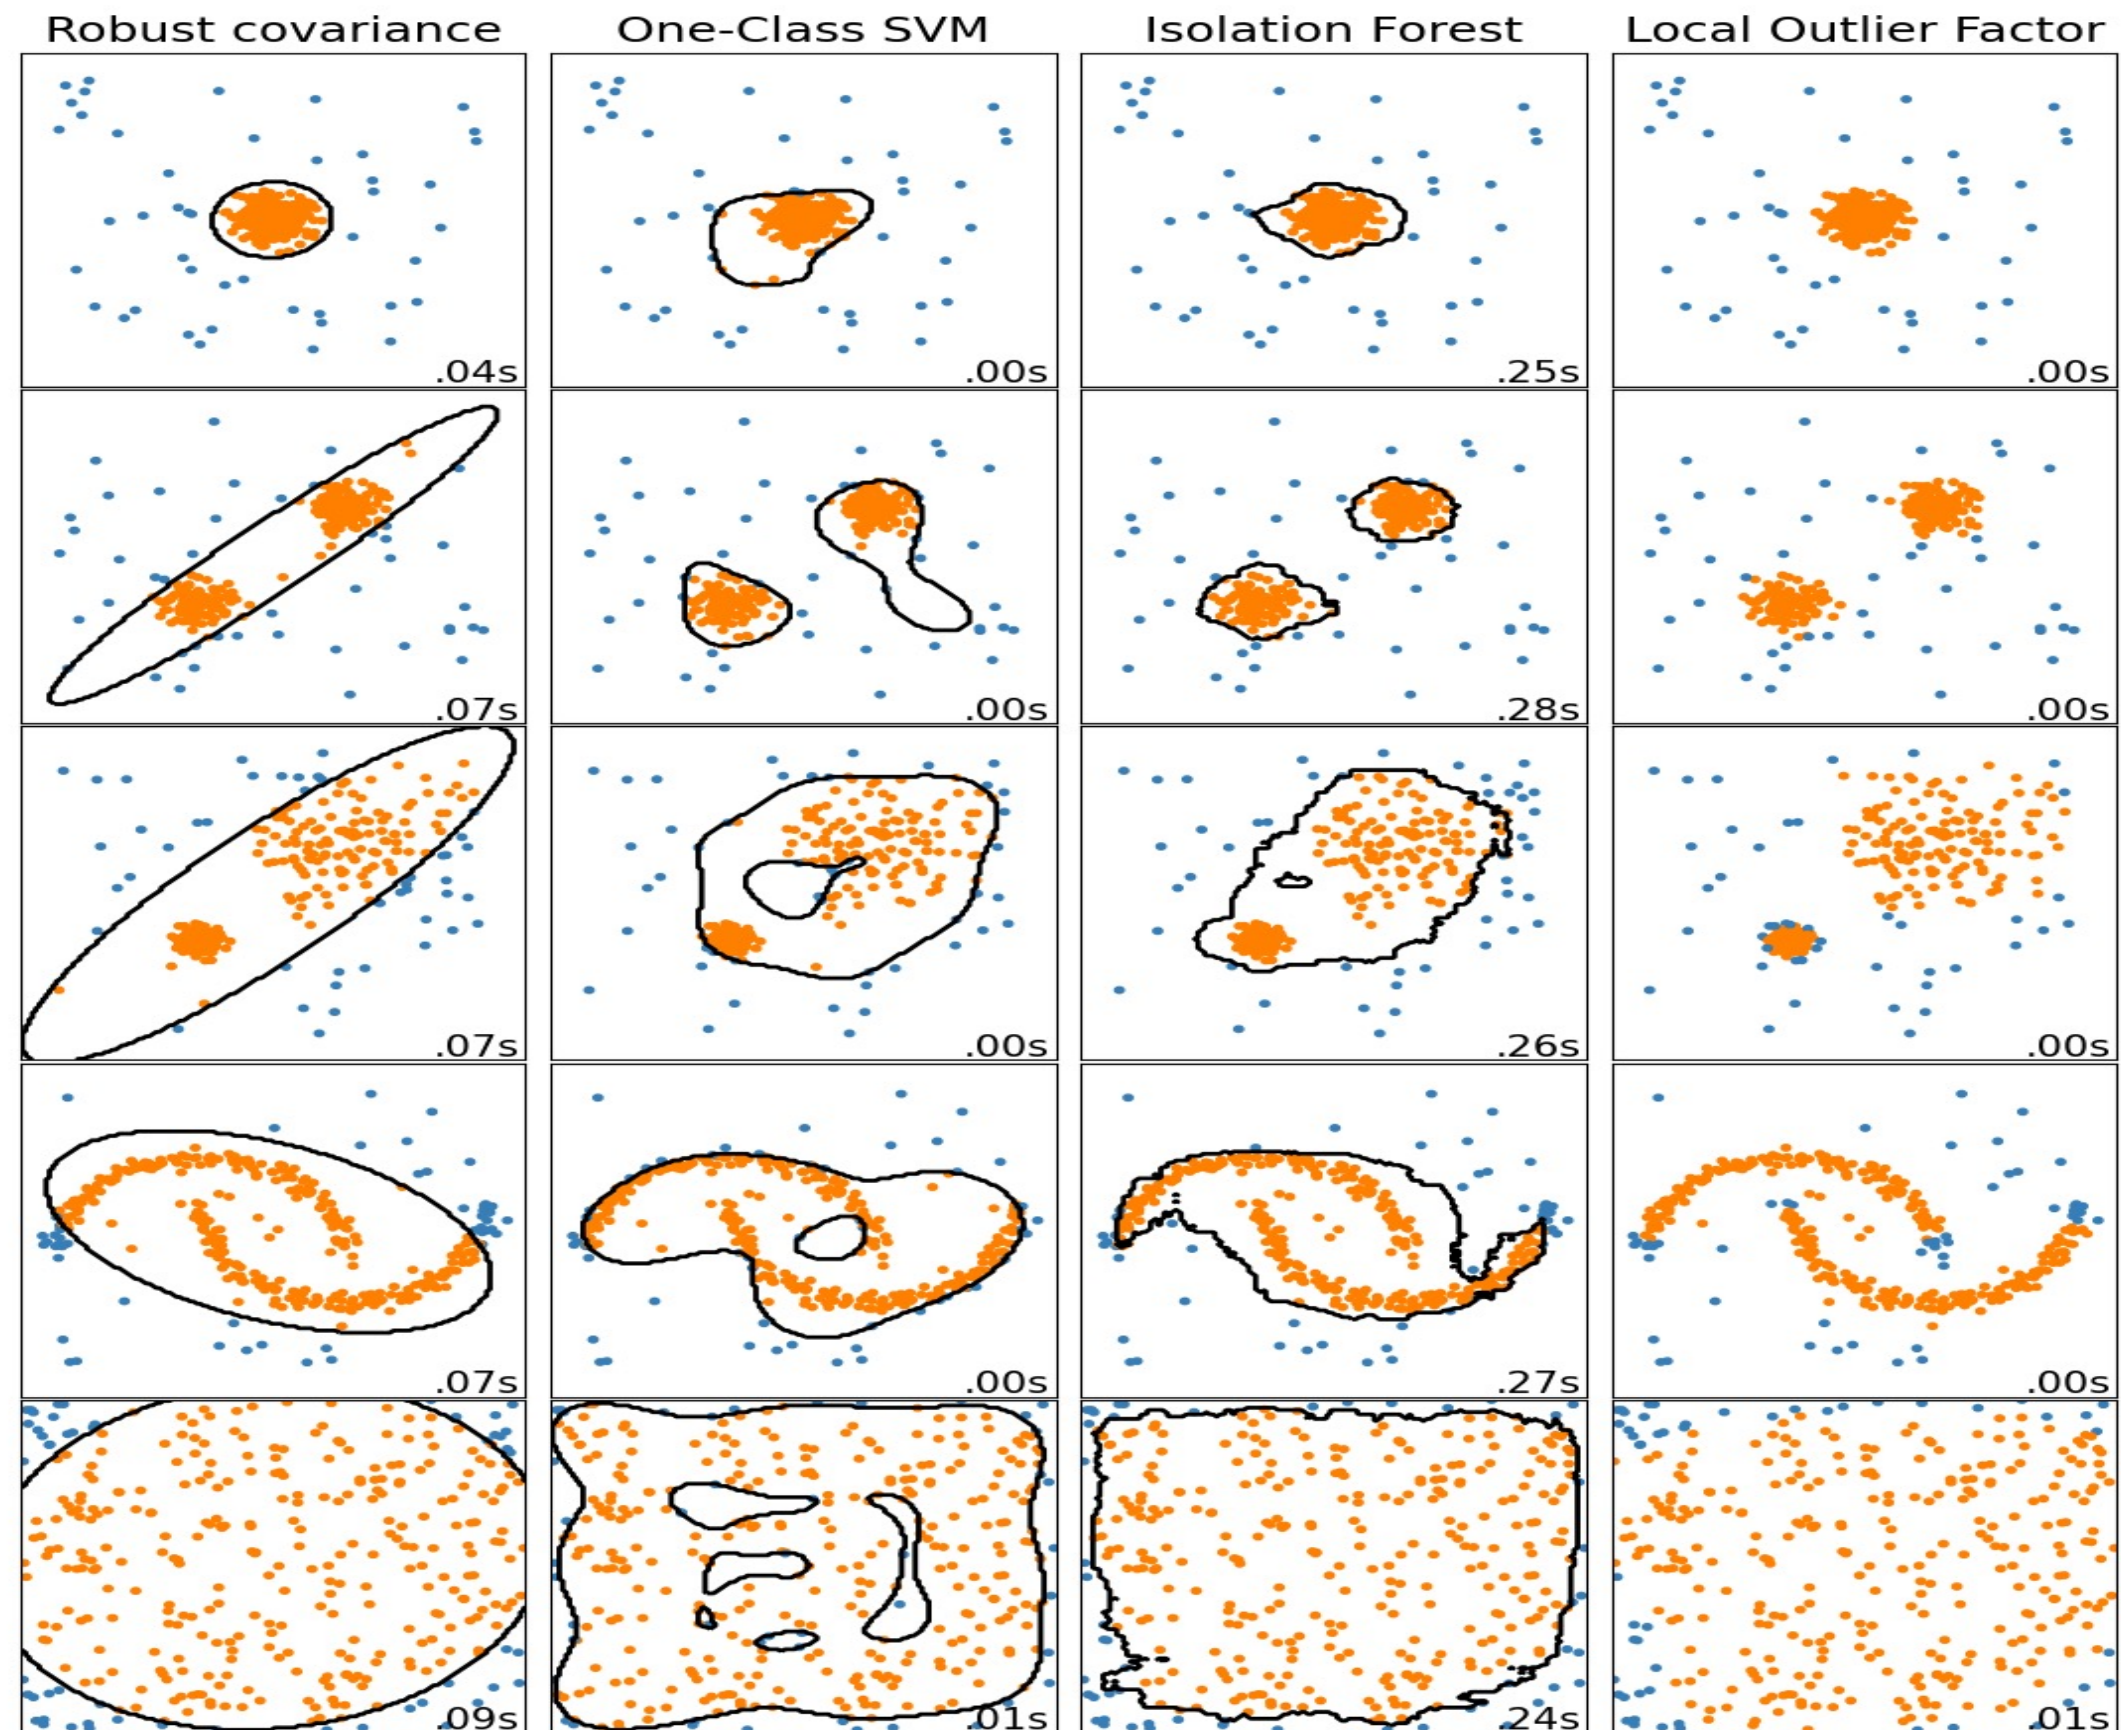 Robust covariance One-Class SVM Isolation Forest Local Outlier Factor
.04s .00s .25s .00s
.07s .00s .28s .00s
.07s .00s .26s .00s
.07s .00s .27s .00s
.09s .01s .24s .01s